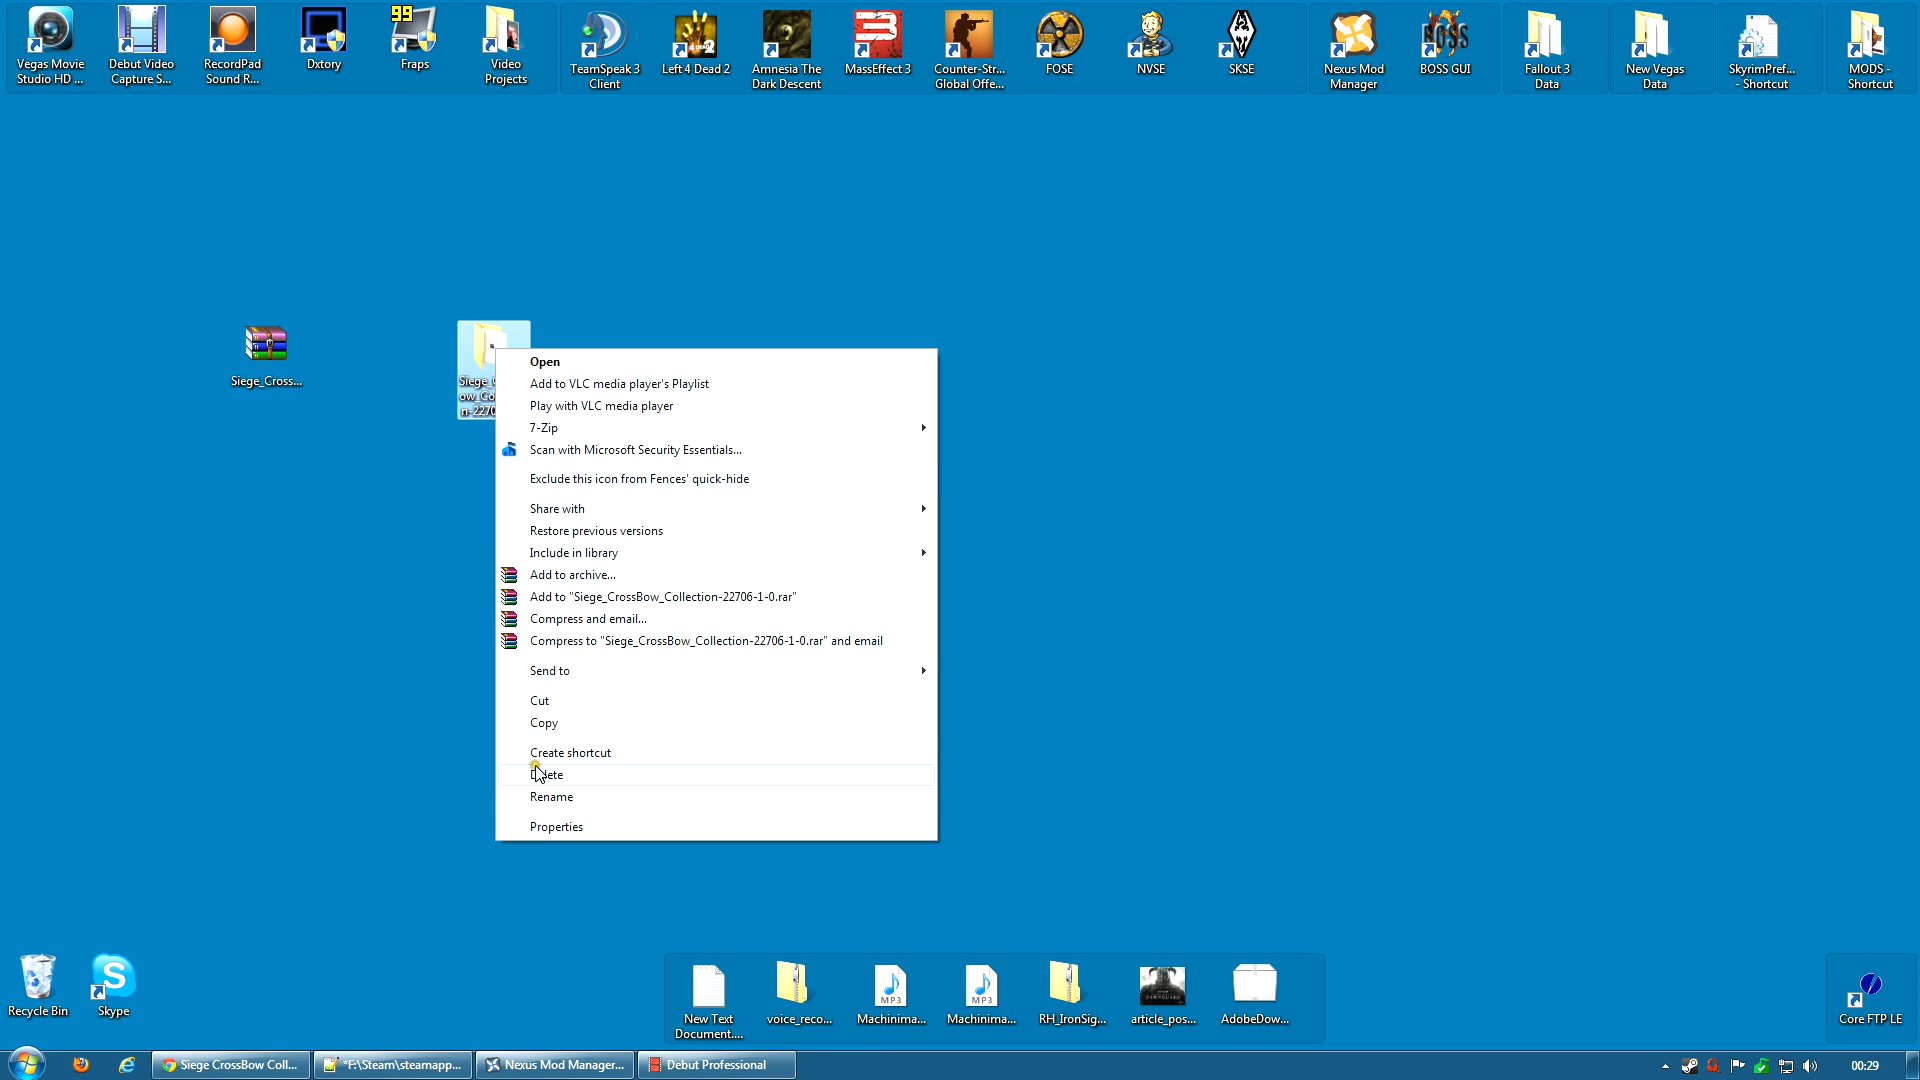 99
Vegas Movie
Studio HD ...
Debut Video
Capture S...
RecordPad
Sound R...
Dxtory
Fraps
Video
Projects
TeamSpeak 3
Client
Left 4 Dead 2
Amnesia The
Dark Descent
MassEffect 3
Counter-Str...
Global Offe...
FOSE
NVSE
SKSE
Nexus Mod
Manager
BOSS GUI
Fallout 3
Data
New Vegas
Data
SkyrimPref...
- Shortcut
MODS -
Shortcut
Siege_Cross...
Open
Add to VLC media player's Playlist
Play with VLC media player
7-Zip
Scan with Microsoft Security Essentials...
Exclude this icon from Fences' quick-hide
Share with
Restore previous versions
Include in library
Add to archive...
Add to "Siege_CrossBow_Collection-22706-1-0.rar"
Compress and email...
Compress to "Siege_CrossBow_Collection-22706-1-0.rar" and email
Send to
Cut
Copy
Create shortcut
Delete
Rename
Properties
Recycle Bin
Skype
New Text
Document....
voice_reco...
MP3
Machinima...
MP3
Machinima...
RH_IronSig...
article_pos...
AdobeDow...
Core FTP LE
Siege CrossBow Coll...
*F:\Steam\steamapp...
Nexus Mod Manager...
Debut Professional
00:29